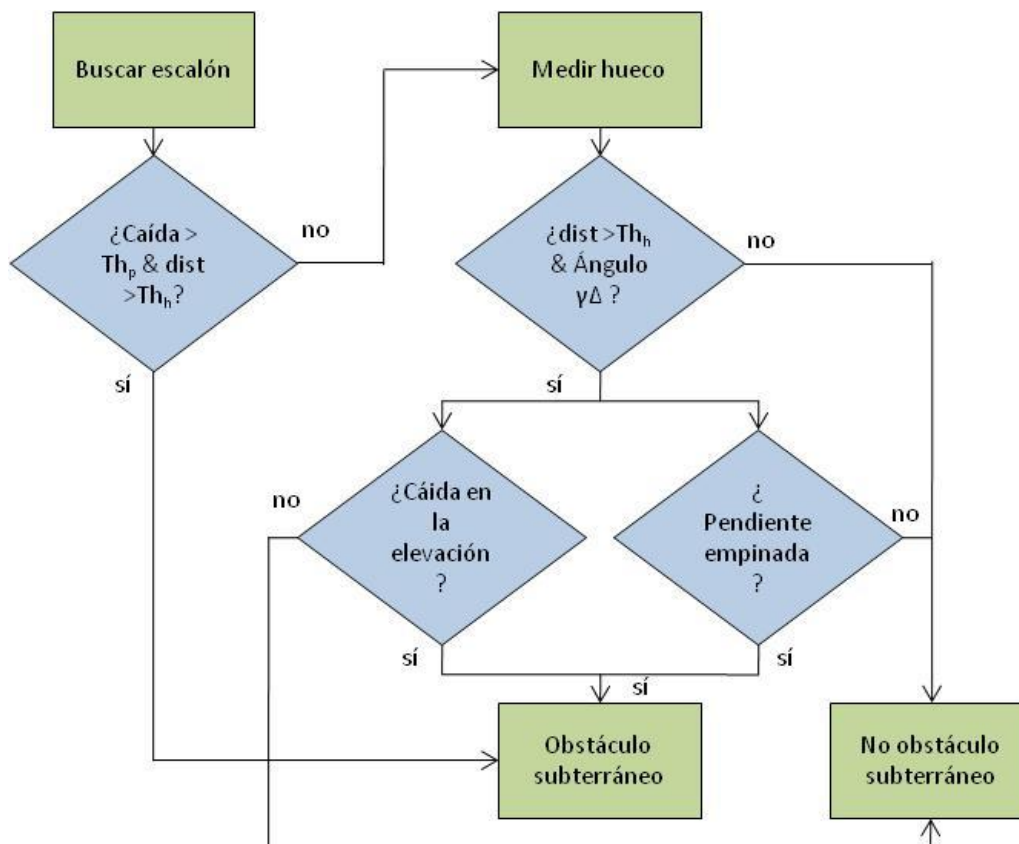 Buscar escalón
Medir hueco
¿Caída >
Thp & dist
>Thh?
no
sí
¿dist >Thh
& Ángulo
γΔ ?
no
sí
¿Cáida en
la
elevación
?
no
sí
¿
Pendiente
empinada
?
no
sí
sí
Obstáculo
subterráneo
No obstáculo
subterráneo